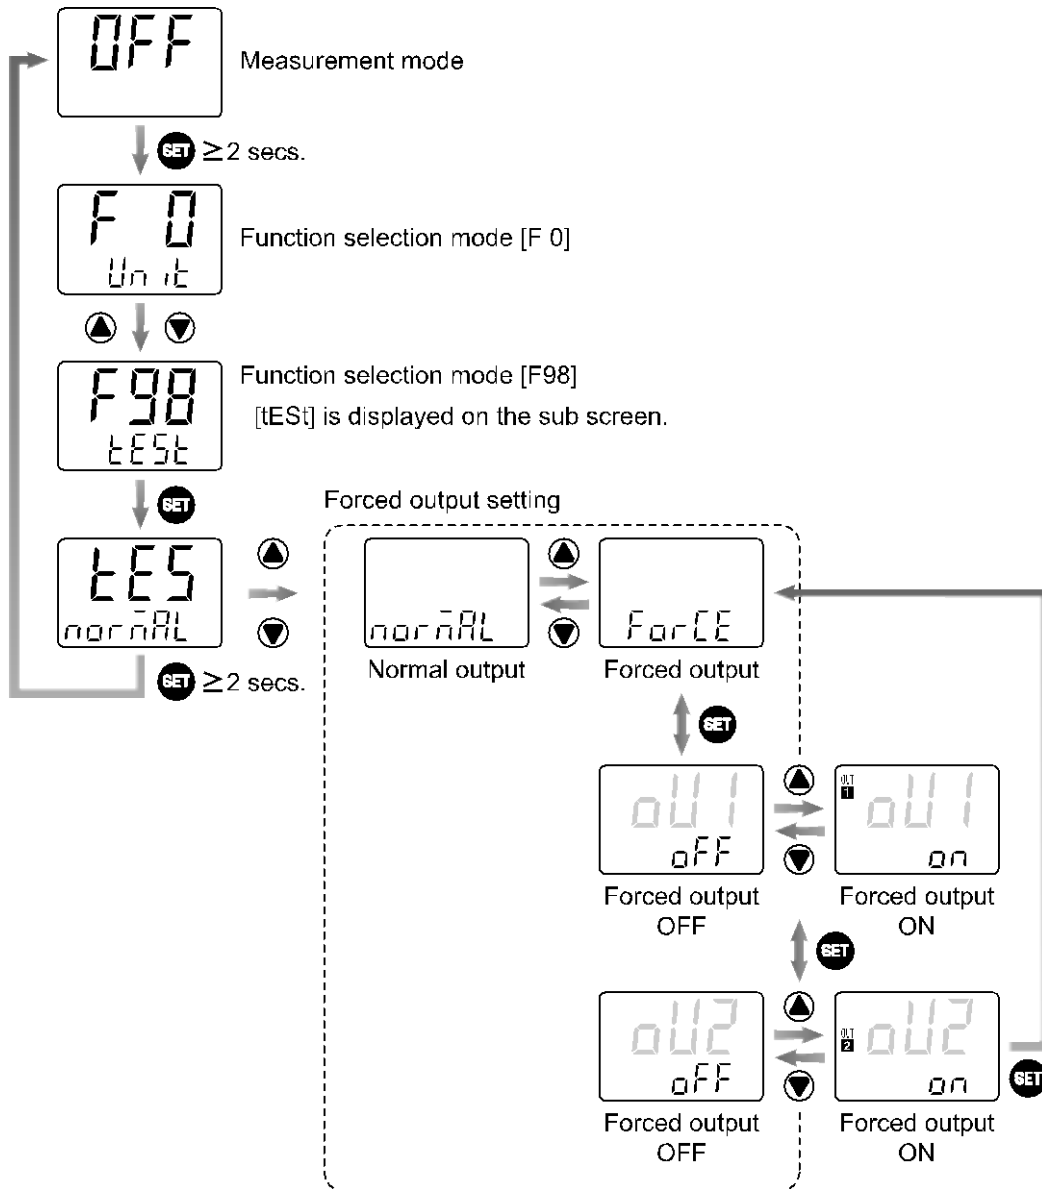 OFF
Measurement mode
SET ≧2 secs.
F 0
Unit
Function selection mode [F 0]
F98
tESt
Function selection mode [F98]
[tESt] is displayed on the sub screen.
SET
Forced output setting
tES
norñAL
norñAL
ForCE
Normal output
Forced output
SET ≧2 secs.
SET
oU1
oFF
OUT
1
oU1
on
Forced output
OFF
Forced output
ON
SET
oU2
oFF
OUT
2
oU2
on
SET
Forced output
OFF
Forced output
ON